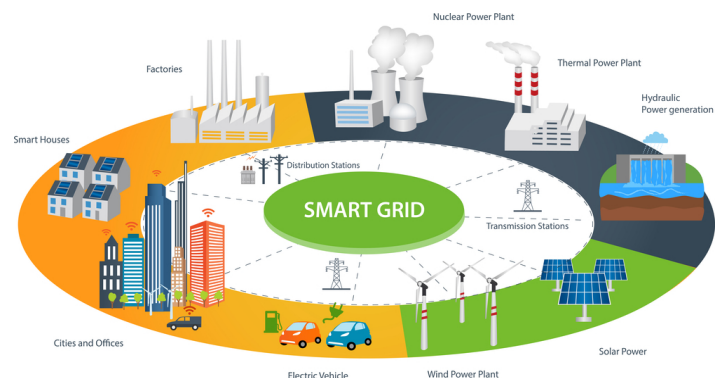 Nuclear Power Plant
Factories
Thermal Power Plant
Hydraulic
Power generation
Smart Houses
Distribution Stations
SMART GRID
Transmission Stations
Cities and Offices
Solar Power
Electric Vehicle
Wind Power Plant